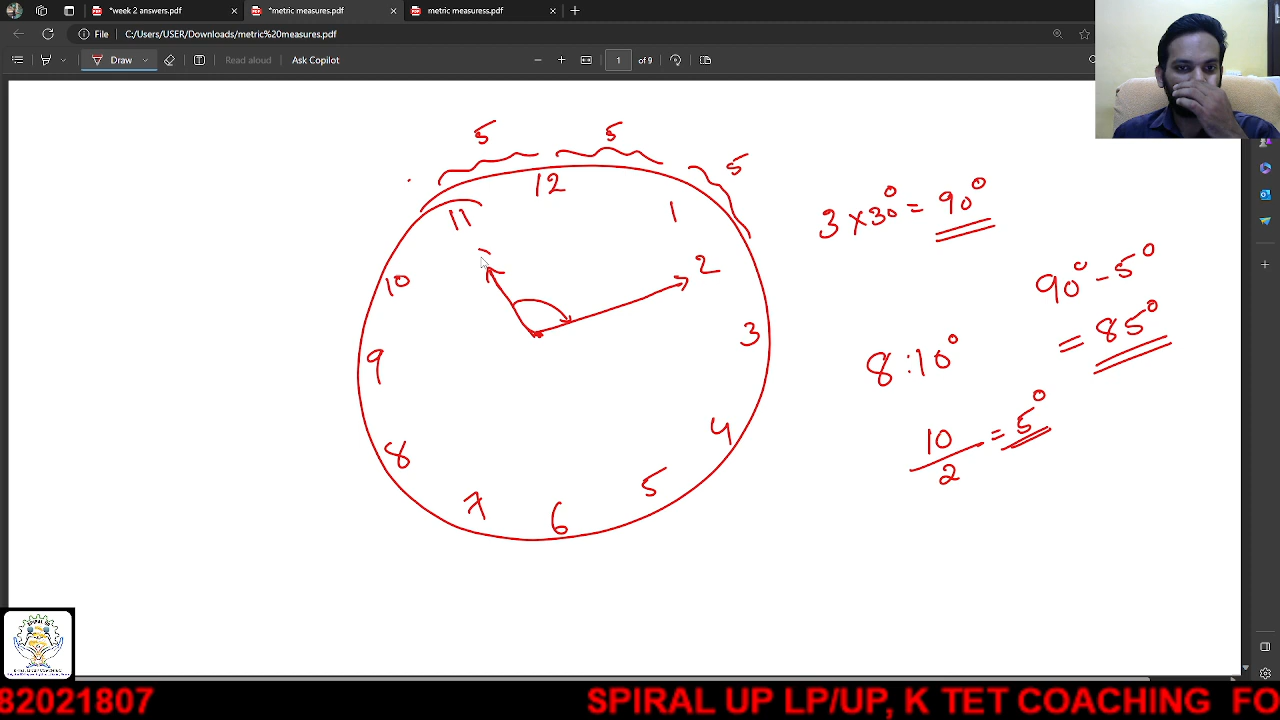 *week 2 answers.pdf
*metric measures.pdf
metric measuress.pdf
File
C:/Users/USER/Downloads/metric%20measures.pdf
Draw
Read aloud
Ask Copilot
1
of 9
5
5
5
12
11
1
10
2
9
3
8
4
7
5
6
3 x 30° = 90°
90° - 5°
= 85°
8:10°
10/2 = 5°
SPIRAL UP
82021807
SPIRAL UP LP/UP, K TET COACHING FO